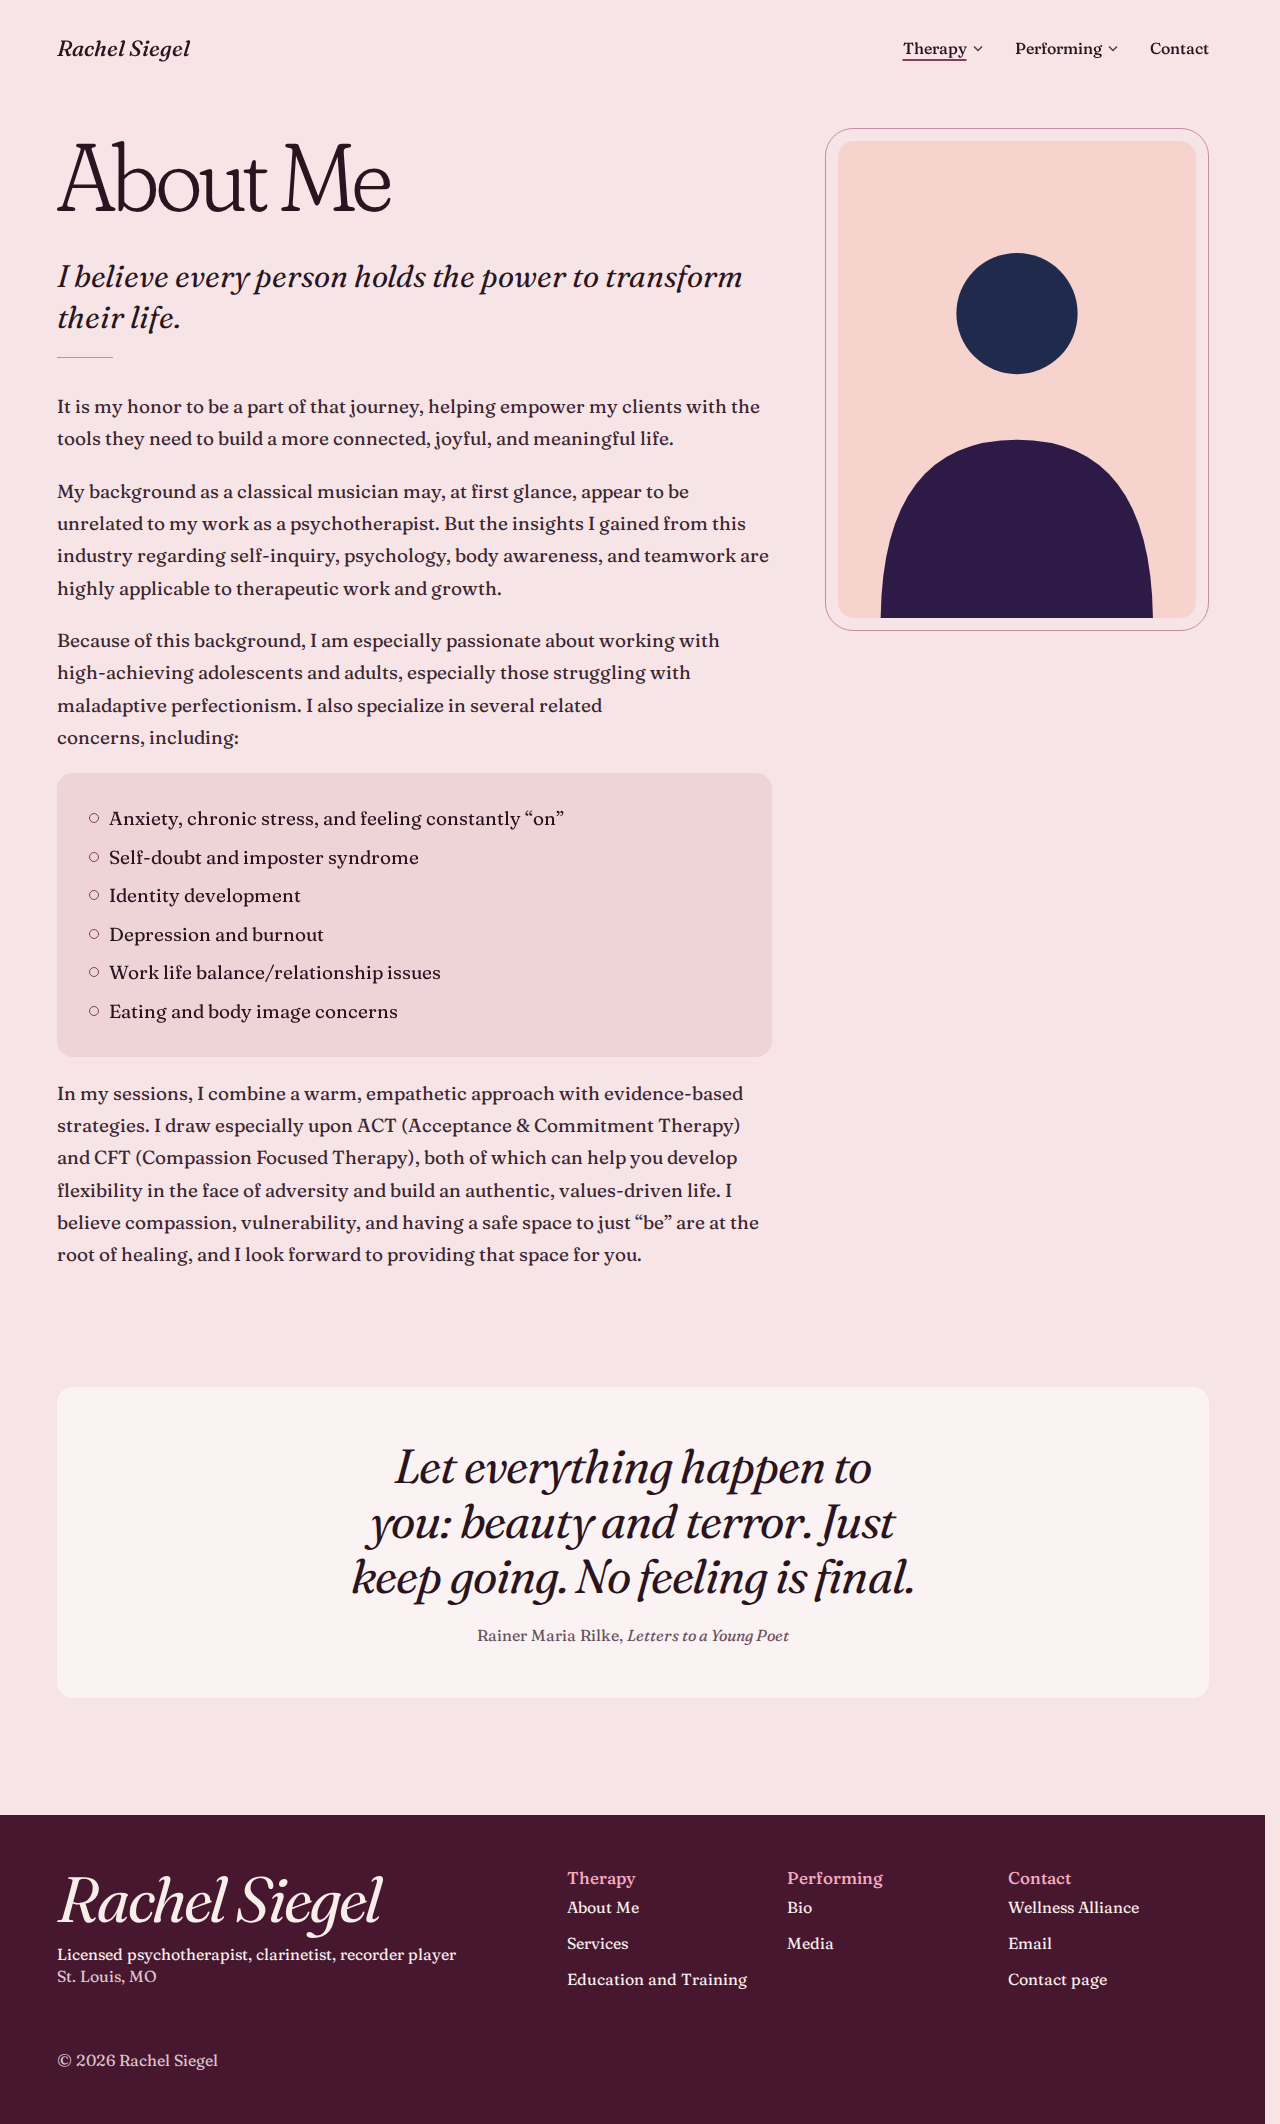 Rachel Siegel
Therapy
Performing
Contact
About Me
I believe every person holds the power to transform
their life.
It is my honor to be a part of that journey, helping empower my clients with the
tools they need to build a more connected, joyful, and meaningful life.
My background as a classical musician may, at first glance, appear to be
unrelated to my work as a psychotherapist. But the insights I gained from this
industry regarding self-inquiry, psychology, body awareness, and teamwork are
highly applicable to therapeutic work and growth.
Because of this background, I am especially passionate about working with
high-achieving adolescents and adults, especially those struggling with
maladaptive perfectionism. I also specialize in several related
concerns, including:
Anxiety, chronic stress, and feeling constantly “on”
Self-doubt and imposter syndrome
Identity development
Depression and burnout
Work life balance/relationship issues
Eating and body image concerns
In my sessions, I combine a warm, empathetic approach with evidence-based
strategies. I draw especially upon ACT (Acceptance & Commitment Therapy)
and CFT (Compassion Focused Therapy), both of which can help you develop
flexibility in the face of adversity and build an authentic, values-driven life. I
believe compassion, vulnerability, and having a safe space to just “be” are at the
root of healing, and I look forward to providing that space for you.
Let everything happen to
you: beauty and terror. Just
keep going. No feeling is final.
Rainer Maria Rilke, Letters to a Young Poet
Rachel Siegel
Licensed psychotherapist, clarinetist, recorder player
St. Louis, MO
Therapy
About Me
Services
Education and Training
Performing
Bio
Media
Contact
Wellness Alliance
Email
Contact page
© 2026 Rachel Siegel